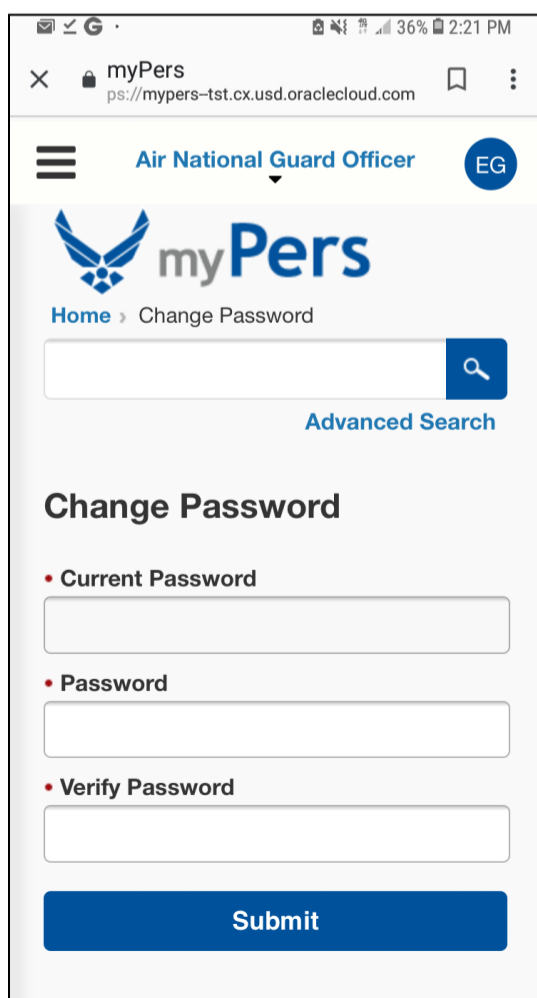 G 36% 2:21 PM
myPers
ps://mypers–tst.cx.usd.oraclecloud.com
Air National Guard Officer
EG
myPers
Home › Change Password
Advanced Search
Change Password
• Current Password
• Password
• Verify Password
Submit